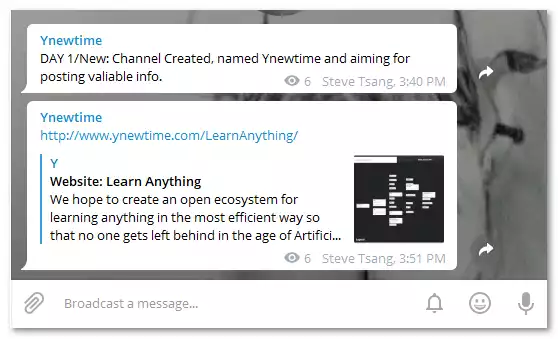 Ynewtime
DAY 1/New: Channel Created, named Ynewtime and aiming for
posting valiable info.
6 Steve Tsang, 3:40 PM
Ynewtime
http://www.ynewtime.com/LearnAnything/
Y
Website: Learn Anything
We hope to create an open ecosystem for
learning anything in the most efficient way so
that no one gets left behind in the age of Artifici...
6 Steve Tsang, 3:51 PM
Broadcast a message...